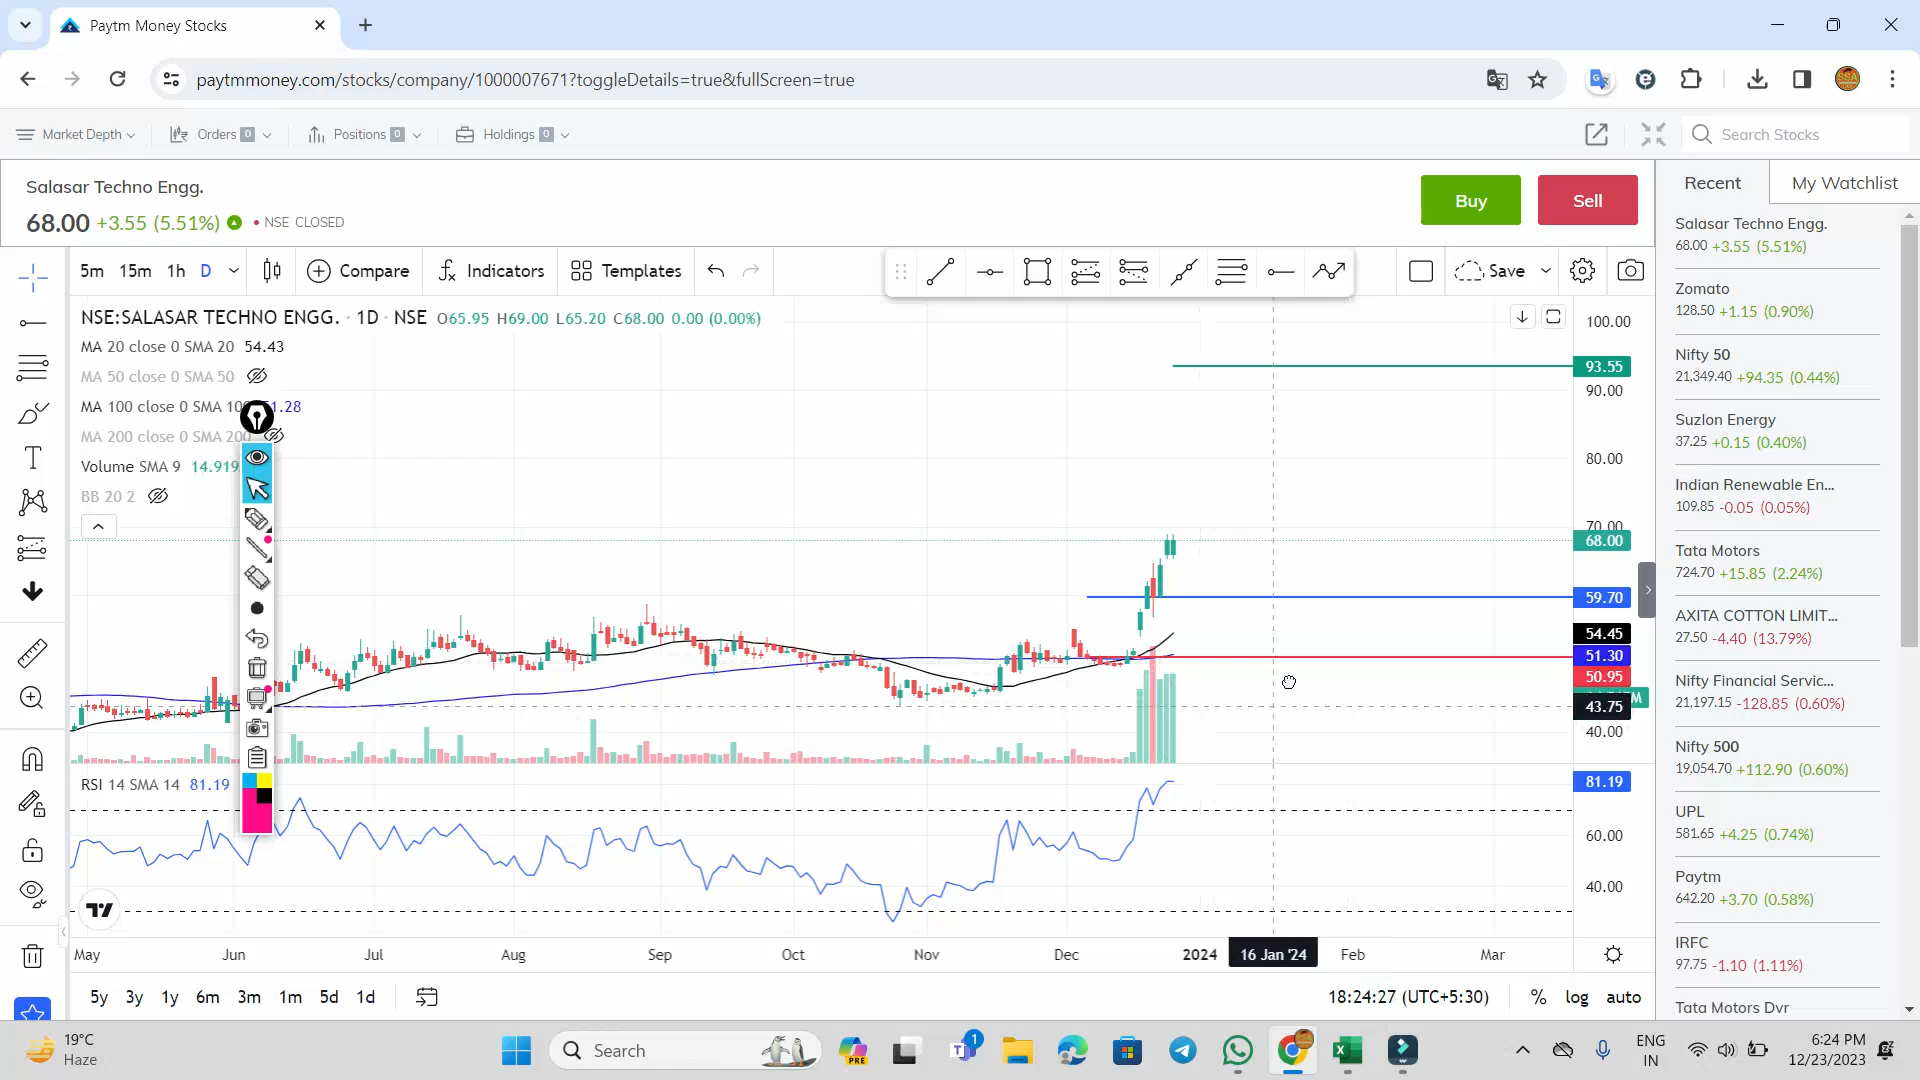 Paytm Money Stocks
paytmmoney.com/stocks/company/1000007671?toggleDetails=true&fullScreen=true
Market Depth Orders 0 Positions 0 Holdings 0 Search Stocks
Salasar Techno Engg.
68.00 +3.55 (5.51%) • NSE CLOSED
Buy Sell
Recent My Watchlist
5m 15m 1h D Compare Indicators Templates Save
NSE:SALASAR TECHNO ENGG. · 1D · NSE O65.95 H69.00 L65.20 C68.00 0.00 (0.00%)
MA 20 close 0 SMA 20 54.43
MA 50 close 0 SMA 50
MA 100 close 0 SMA 100
MA 200 close 0 SMA 200
Volume SMA 9 14.919
BB 20 2
100.00
93.55
90.00
80.00
70.00
68.00
59.70
54.45
51.30
50.95
43.75
M
40.00
RSI 14 SMA 14 81.19
81.19
60.00
40.00
May Jun Jul Aug Sep Oct Nov Dec 2024 16 Jan '24 Feb Mar
5y 3y 1y 6m 3m 1m 5d 1d 18:24:27 (UTC+5:30) % log auto
Salasar Techno Engg.
68.00 +3.55 (5.51%)
Zomato
128.50 +1.15 (0.90%)
Nifty 50
21,349.40 +94.35 (0.44%)
Suzlon Energy
37.25 +0.15 (0.40%)
Indian Renewable En...
109.85 -0.05 (0.05%)
Tata Motors
724.70 +15.85 (2.24%)
AXITA COTTON LIMIT...
27.50 -4.40 (13.79%)
Nifty Financial Servic...
21,197.15 -128.85 (0.60%)
Nifty 500
19,054.70 +112.90 (0.60%)
UPL
581.65 +4.25 (0.74%)
Paytm
642.20 +3.70 (0.58%)
IRFC
97.75 -1.10 (1.11%)
Tata Motors Dvr
19°C
Haze
Search
PRE
1
ENG
IN
6:24 PM
12/23/2023